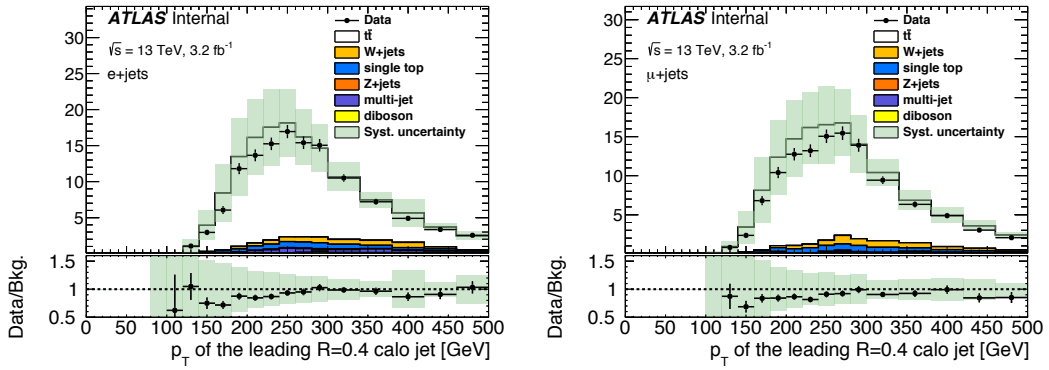 ATLAS Internal
√s = 13 TeV, 3.2 fb⁻¹
e+jets
Data
tt̄
W+jets
single top
Z+jets
multi-jet
diboson
Syst. uncertainty
30
25
20
15
10
5
Data/Bkg.
1.5
1
0.5
0 50 100 150 200 250 300 350 400 450 500
p_T of the leading R=0.4 calo jet [GeV]
ATLAS Internal
√s = 13 TeV, 3.2 fb⁻¹
μ+jets
Data
tt̄
W+jets
single top
Z+jets
multi-jet
diboson
Syst. uncertainty
30
25
20
15
10
5
Data/Bkg.
1.5
1
0.5
0 50 100 150 200 250 300 350 400 450 500
p_T of the leading R=0.4 calo jet [GeV]